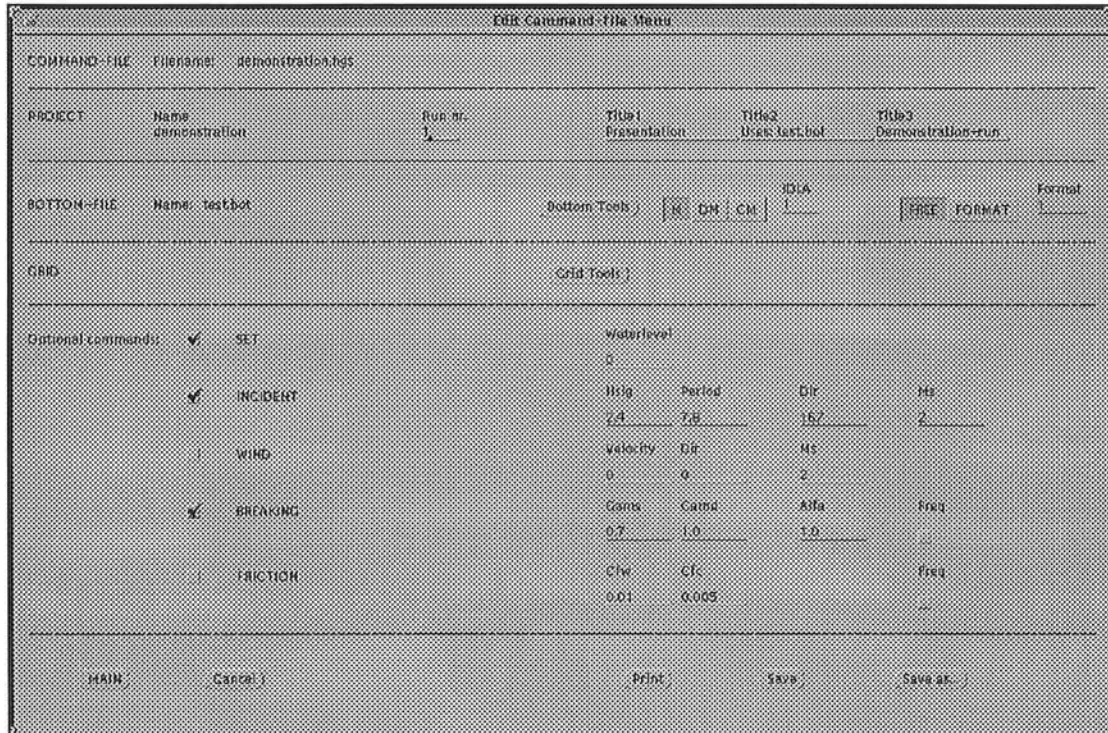 Edit Command-File Menu
COMMAND-FILE Filename: demonstration.hgs
PROJECT Name Run nr. Title1 Title2 Title3
demonstration 1 Presentation Uses: test.bot Demonstration-run
IDLA Format
BOTTOM-FILE Name: test.bot Bottom Tools M DM CM 1 FREE FORMAT 1
GRID Grid Tools
Optional commands: SET Waterlevel
0
INCIDENT Hsig Period Dir Ms
2.4 7.8 167 2
WIND Velocity Dir Ms
0 0 2
BREAKING Gams Gamd Alfa Freq
0.7 1.0 1.0
FRICTION Cfw Cfc Freq
0.01 0.005
MAIN Cancel Print Save Save as...